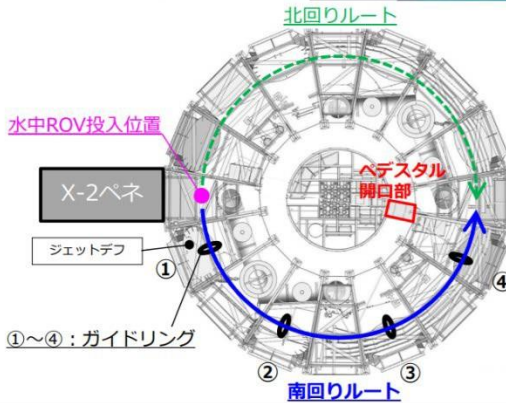 北回りルート
水中ROV投入位置
ペデスタル
開口部
X-2ペネ
ジェットデフ
①
④
①～④：ガイドリング
②
③
南回りルート